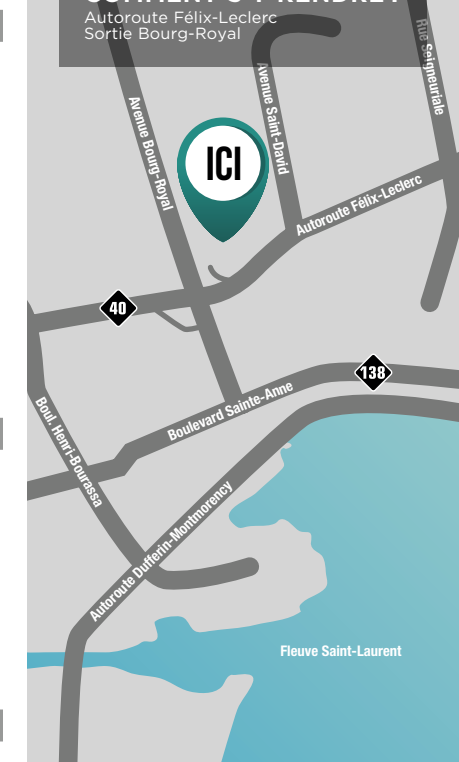 Autoroute Félix-Leclerc
Sortie Bourg-Royal
Rue Seigneuriale
Avenue Saint-David
Avenue Bourg-Royal
ICI
Autoroute Félix-Leclerc
40
138
Boulevard Sainte-Anne
Boul. Henri-Bourassa
Autoroute Dufferin-Montmorency
Fleuve Saint-Laurent